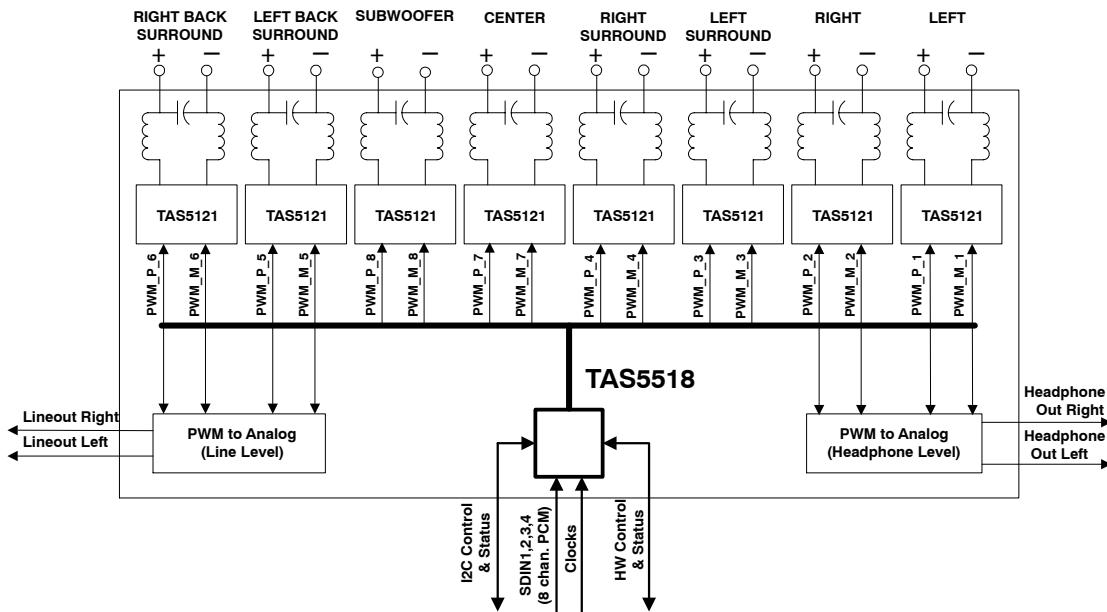 RIGHT BACK
SURROUND
LEFT BACK
SURROUND
SUBWOOFER
CENTER
RIGHT
SURROUND
LEFT
SURROUND
RIGHT
LEFT
+ − + − + − + − + − + − + − + −
TAS5121 TAS5121 TAS5121 TAS5121 TAS5121 TAS5121 TAS5121 TAS5121
PWM_P_6
PWM_M_6
PWM_P_5
PWM_M_5
PWM_P_8
PWM_M_8
PWM_P_7
PWM_M_7
PWM_P_4
PWM_M_4
PWM_P_3
PWM_M_3
PWM_P_2
PWM_M_2
PWM_P_1
PWM_M_1
TAS5518
Lineout Right
Lineout Left
PWM to Analog
(Line Level)
PWM to Analog
(Headphone Level)
Headphone
Out Right
Headphone
Out Left
I2C Control
& Status
SDIN1,2,3,4
(8 chan. PCM)
Clocks
HW Control
& Status